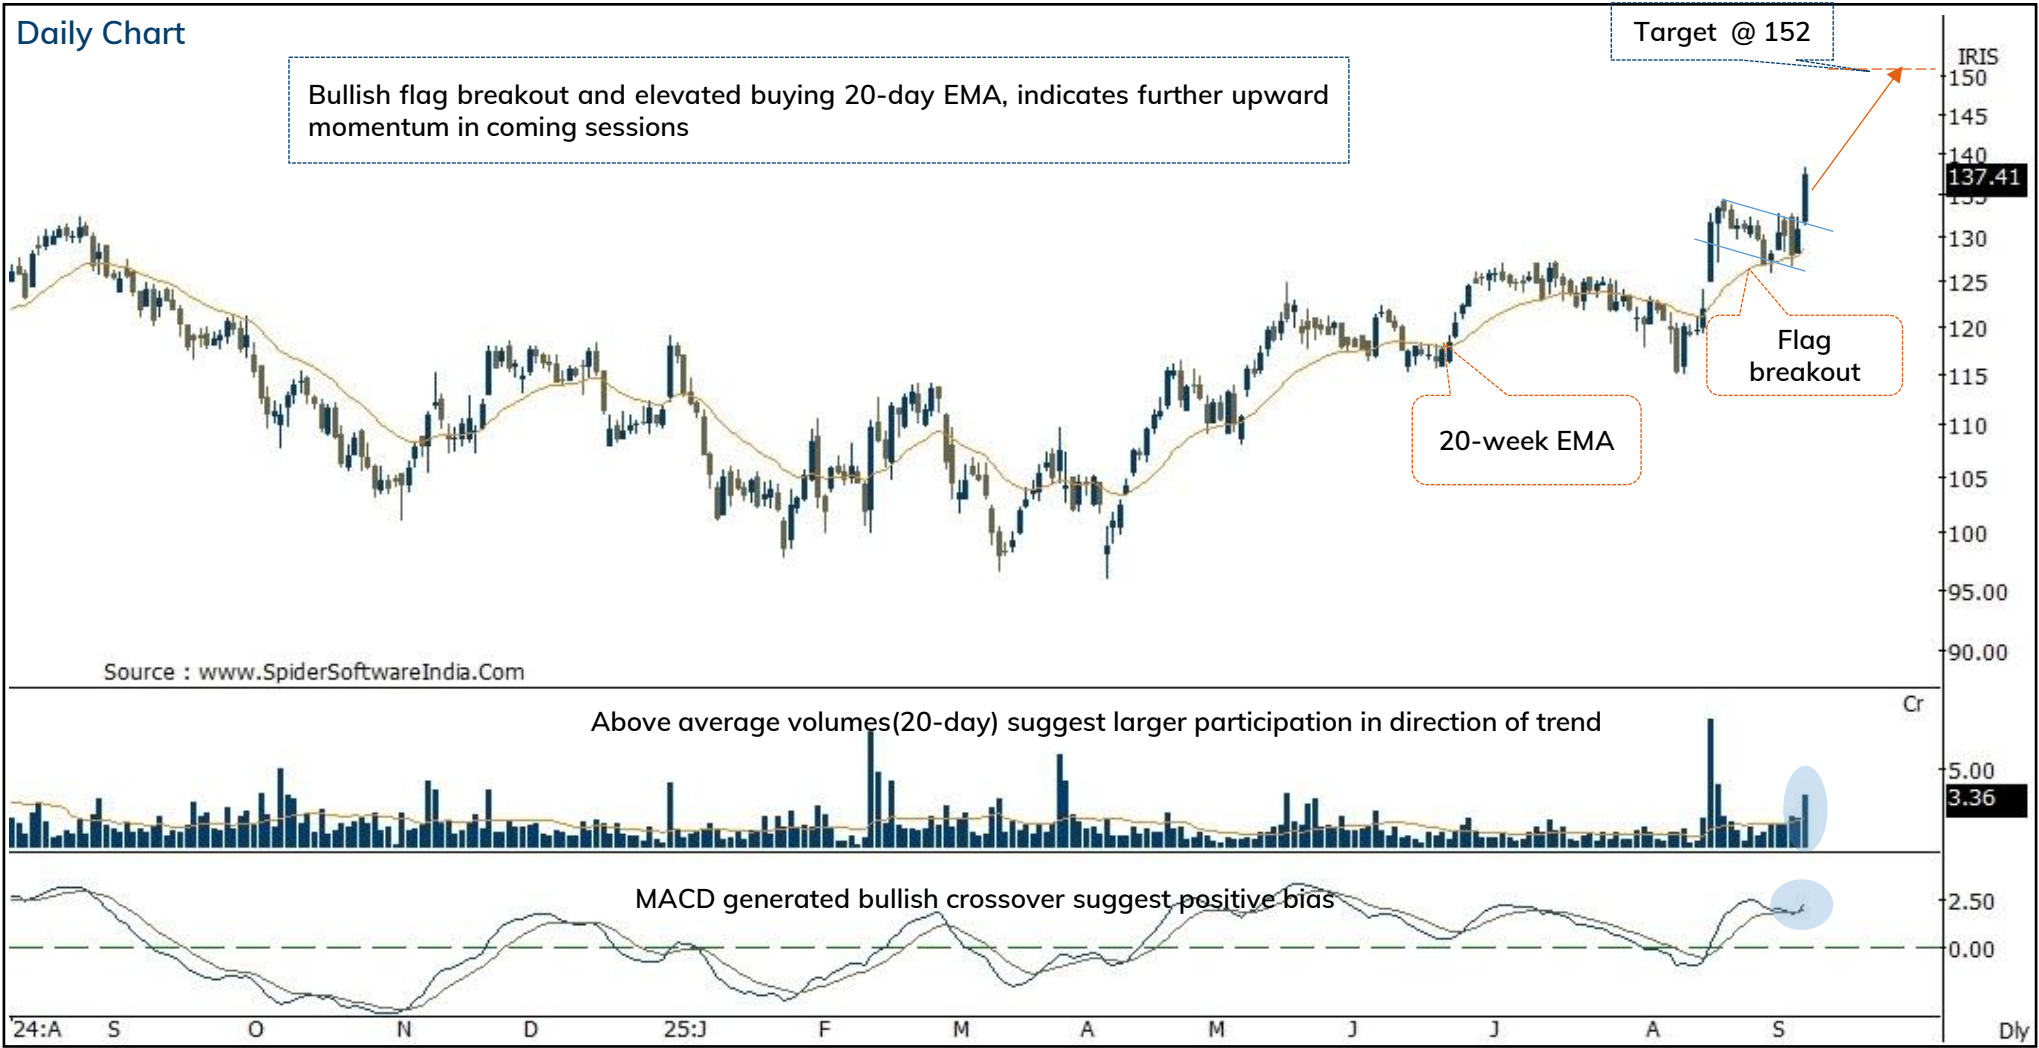 Daily Chart
Target @ 152
Bullish flag breakout and elevated buying 20-day EMA, indicates further upward
momentum in coming sessions
IRIS
150
145
140
137.41
135
130
125
120
115
110
105
100
95.00
90.00
Flag
breakout
20-week EMA
Source : www.SpiderSoftwareIndia.Com
Cr
Above average volumes(20-day) suggest larger participation in direction of trend
5.00
3.36
MACD generated bullish crossover suggest positive bias
2.50
0.00
'24:A S O N D 25:J F M A M J J A S Dly